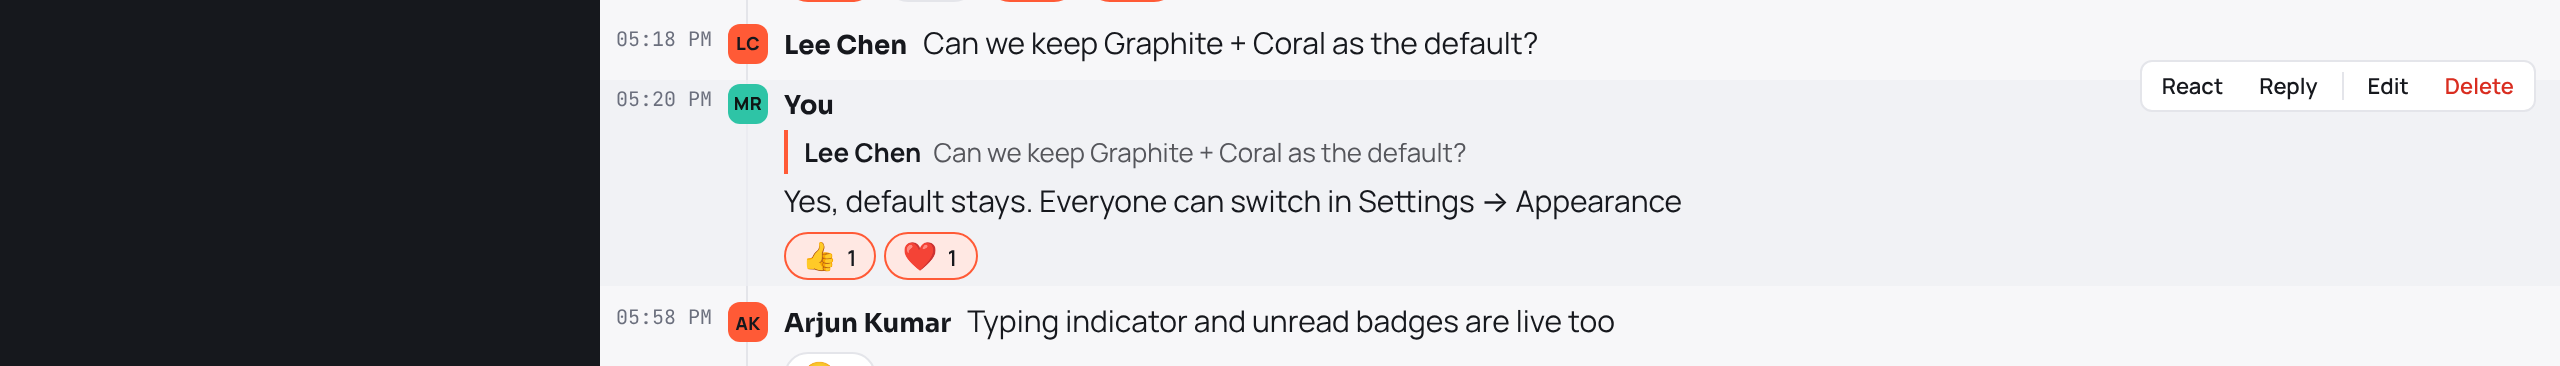 05:18 PM LC Lee Chen Can we keep Graphite + Coral as the default?
React Reply Edit Delete
05:20 PM MR You
Lee Chen Can we keep Graphite + Coral as the default?
Yes, default stays. Everyone can switch in Settings → Appearance
👍 1 ❤️ 1
05:58 PM AK Arjun Kumar Typing indicator and unread badges are live too